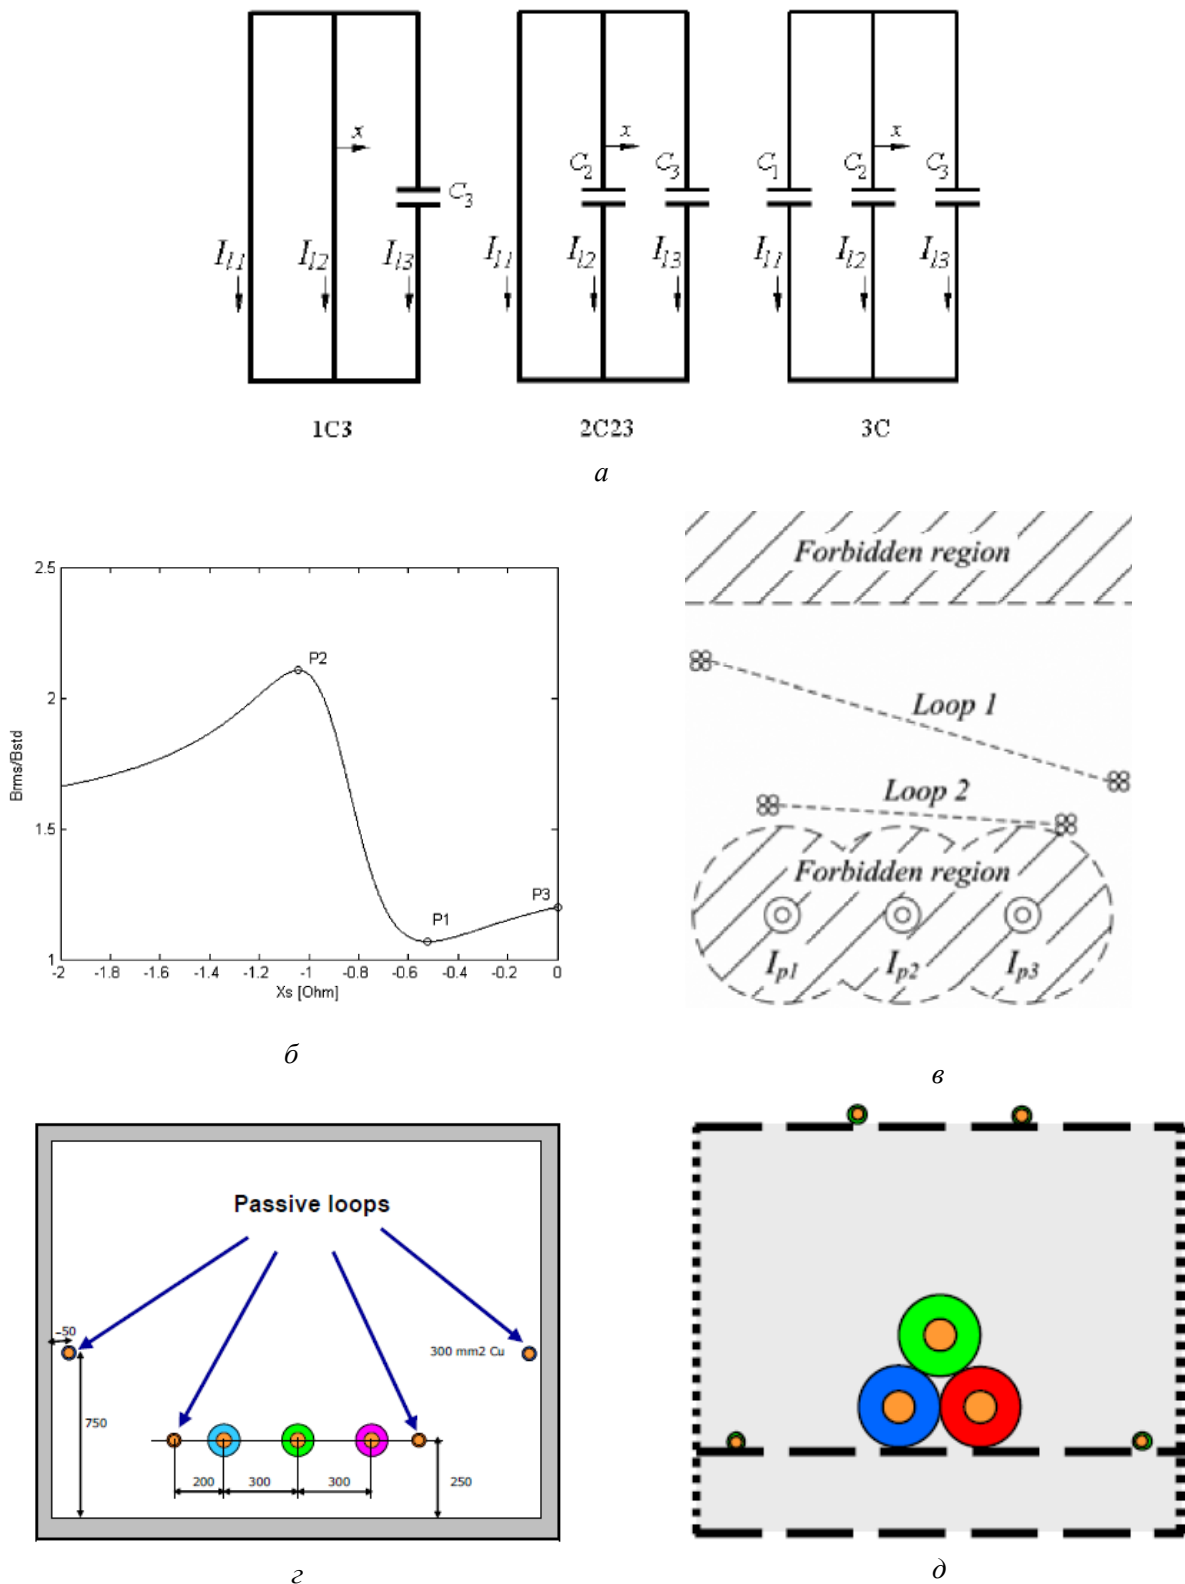 x
x
x
C3
C2
C3
C1
C2
C3
Il1
Il2
Il3
Il1
Il2
Il3
Il1
Il2
Il3
1C3
2C23
3C
а
2.5
2
1.5
1
Brms/Bstd
P2
P1
P3
-2
-1.8
-1.6
-1.4
-1.2
-1
-0.8
-0.6
-0.4
-0.2
0
Xs [Ohm]
б
Forbidden region
Loop 1
Loop 2
Forbidden region
Ip1
Ip2
Ip3
в
Passive loops
~50
300 mm2 Cu
750
200
300
300
250
г
д